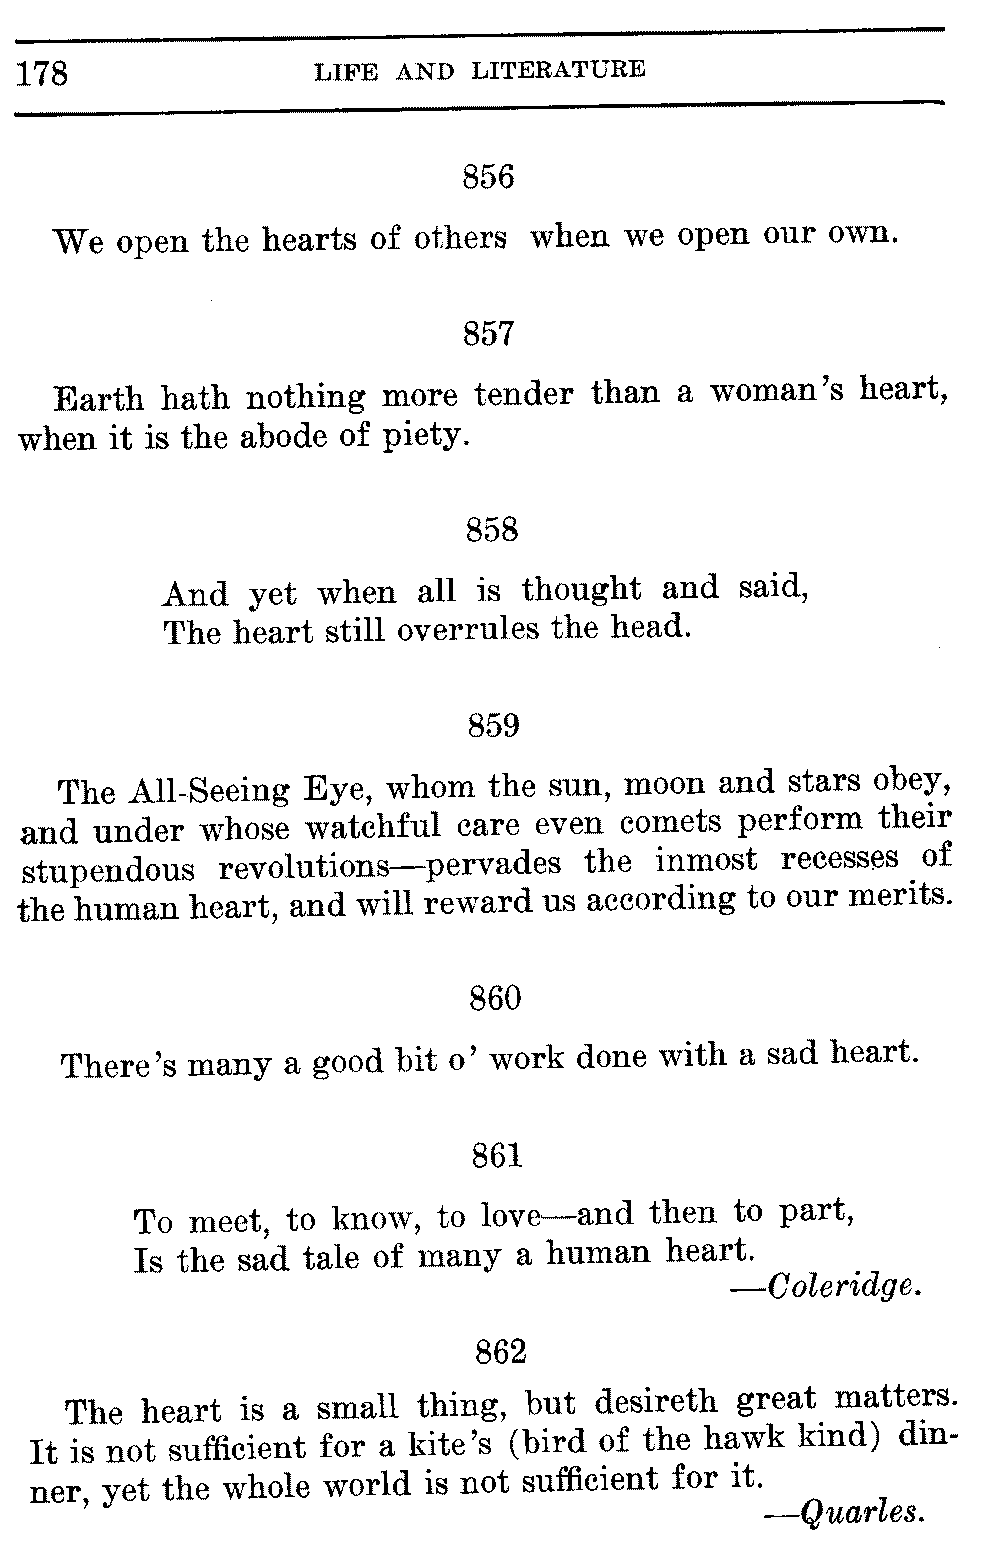 178 LIFE AND LITERATURE
856
We open the hearts of others when we open our own.
857
Earth hath nothing more tender than a woman's heart,
when it is the abode of piety.
858
And yet when all is thought and said,
The heart still overrules the head.
859
The All-Seeing Eye, whom the sun, moon and stars obey,
and under whose watchful care even comets perform their
stupendous revolutions—pervades the inmost recesses of
the human heart, and will reward us according to our merits.
860
There's many a good bit o' work done with a sad heart.
861
To meet, to know, to love—and then to part,
Is the sad tale of many a human heart.
—Coleridge.
862
The heart is a small thing, but desireth great matters.
It is not sufficient for a kite's (bird of the hawk kind) din-
ner, yet the whole world is not sufficient for it.
—Quarles.